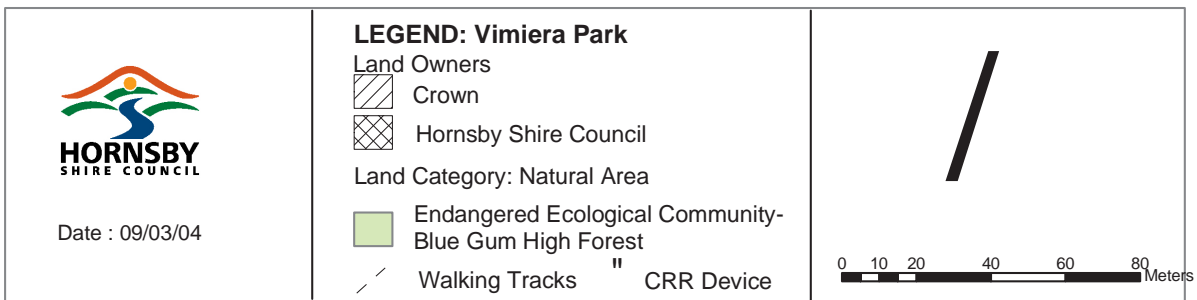 HORNSBY
SHIRE COUNCIL
Date : 09/03/04
LEGEND: Vimiera Park
Land Owners
Crown
Hornsby Shire Council
Land Category: Natural Area
Endangered Ecological Community-
Blue Gum High Forest
Walking Tracks " CRR Device
0 10 20 40 60 80
Meters